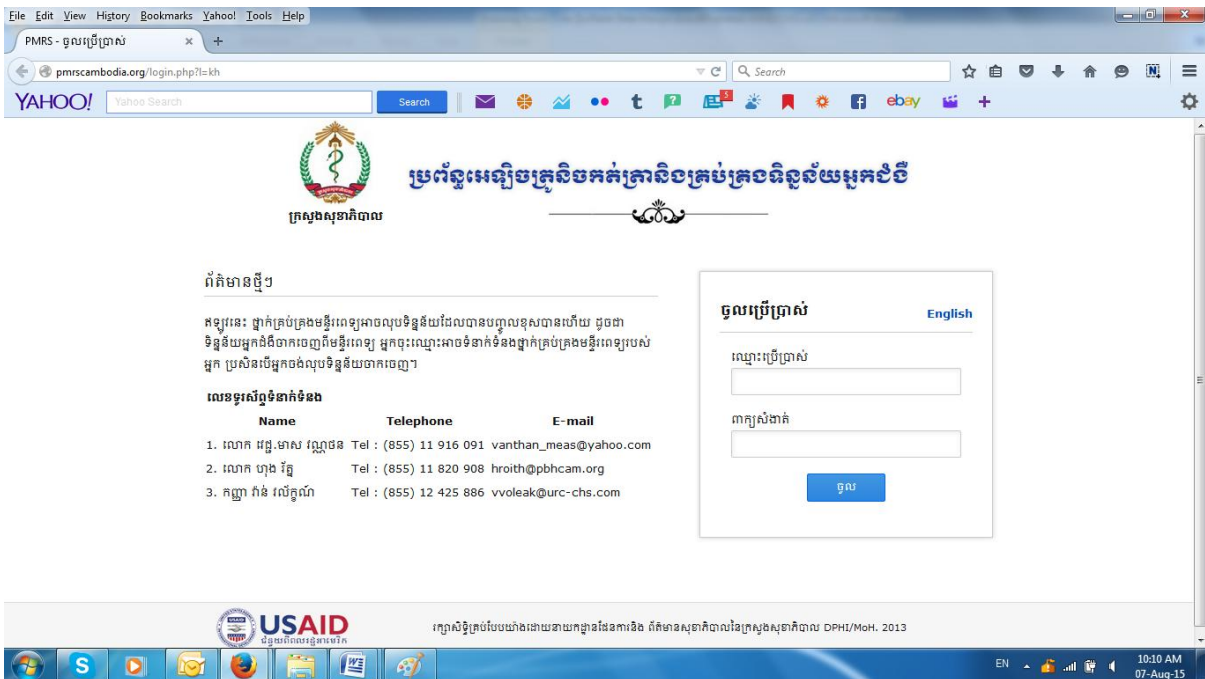 File Edit View History Bookmarks Yahoo! Tools Help
PMRS - ចូលប្រើប្រាស់
pmrscambodia.org/login.php?l=kh
Search
YAHOO! Yahoo Search Search 5 ebay
ប្រព័ន្ធអេឡិចត្រូនិចកត់ត្រានិងគ្រប់គ្រងទិន្នន័យអ្នកជំងឺ
ក្រសួងសុខាភិបាល
ព័ត៌មានថ្មីៗ
ឥឡូវនេះ ថ្នាក់គ្រប់គ្រងមន្ទីរពេទ្យអាចលុបទិន្នន័យដែលបានបញ្ចូលខុសបានហើយ ដូចជា
ទិន្នន័យអ្នកជំងឺចាកចេញពីមន្ទីរពេទ្យ អ្នកចុះឈ្មោះអាចទំនាក់ទំនងថ្នាក់គ្រប់គ្រងមន្ទីរពេទ្យរបស់
អ្នក ប្រសិនបើអ្នកចង់លុបទិន្នន័យចាកចេញ។
លេខទូរស័ព្ទទំនាក់ទំនង
Name Telephone E-mail
1. លោក វេជ្ជ.មាស វណ្ណថន Tel : (855) 11 916 091 vanthan_meas@yahoo.com
2. លោក ហុង រ័ត្ន Tel : (855) 11 820 908 hroith@pbhcam.org
3. កញ្ញា វ៉ាន់ វល័ក្ខណ៍ Tel : (855) 12 425 886 vvoleak@urc-chs.com
ចូលប្រើប្រាស់ English
ឈ្មោះប្រើប្រាស់
ពាក្យសំងាត់
ចូល
USAID
ជំនួយពីពលរដ្ឋអាមេរិក
រក្សាសិទ្ធិគ្រប់បែបយ៉ាងដោយនាយកដ្ឋានផែនការនិង ព័ត៌មានសុខាភិបាលនៃក្រសួងសុខាភិបាល DPHI/MoH. 2013
EN 10:10 AM
07-Aug-15